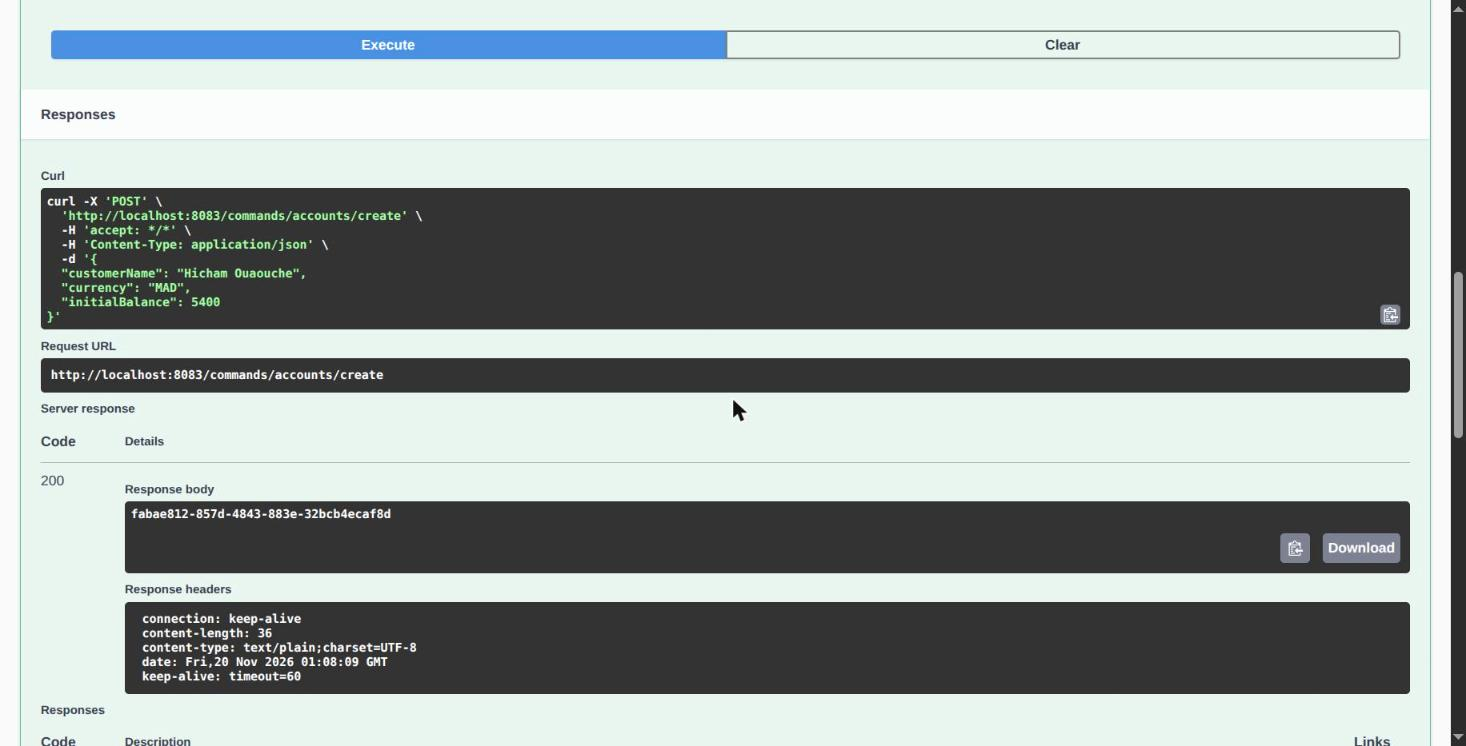 Execute
Clear
Responses
Curl
curl -X 'POST' \
'http://localhost:8083/commands/accounts/create' \
-H 'accept: */*' \
-H 'Content-Type: application/json' \
-d '{
"customerName": "Hicham Ouaouche",
"currency": "MAD",
"initialBalance": 5400
}'
Request URL
http://localhost:8083/commands/accounts/create
Server response
Code Details
200
Response body
fabae812-857d-4843-883e-32bcb4ecaf8d
Download
Response headers
connection: keep-alive
content-length: 36
content-type: text/plain;charset=UTF-8
date: Fri,20 Nov 2026 01:08:09 GMT
keep-alive: timeout=60
Responses
Code Description Links